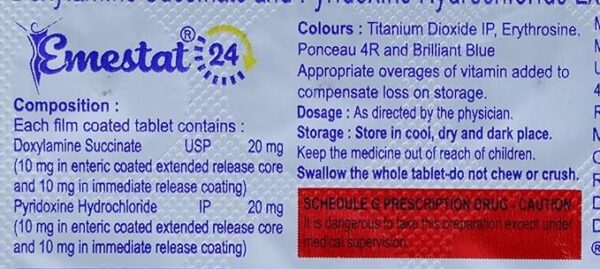 Doxylamine Succinate and Pyridoxine Hydrochloride Ex
Emestat® 24
Composition :
Each film coated tablet contains :
Doxylamine Succinate USP 20 mg
(10 mg in enteric coated extended release core
and 10 mg in immediate release coating)
Pyridoxine Hydrochloride IP 20 mg
(10 mg in enteric coated extended release core
and 10 mg in immediate release coating)
Colours : Titanium Dioxide IP, Erythrosine.
Ponceau 4R and Brilliant Blue
Appropriate overages of vitamin added to
compensate loss on storage.
Dosage : As directed by the physician.
Storage : Store in cool, dry and dark place.
Keep the medicine out of reach of children.
Swallow the whole tablet-do not chew or crush.
SCHEDULE G PRESCRIPTION DRUG - CAUTION
It is dangerous to take this preparation except under
medical supervision.